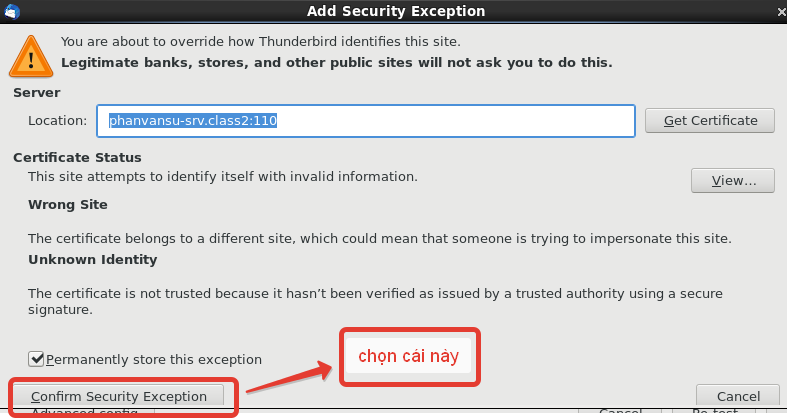 Add Security Exception
You are about to override how Thunderbird identifies this site.
Legitimate banks, stores, and other public sites will not ask you to do this.
Server
Location: phanvansu-srv.class2:110 Get Certificate
Certificate Status
This site attempts to identify itself with invalid information.
View...
Wrong Site
The certificate belongs to a different site, which could mean that someone is trying to impersonate this site.
Unknown Identity
The certificate is not trusted because it hasn't been verified as issued by a trusted authority using a secure
signature.
chọn cái này
Permanently store this exception
Confirm Security Exception Cancel
Advanced config Cancel Re-test